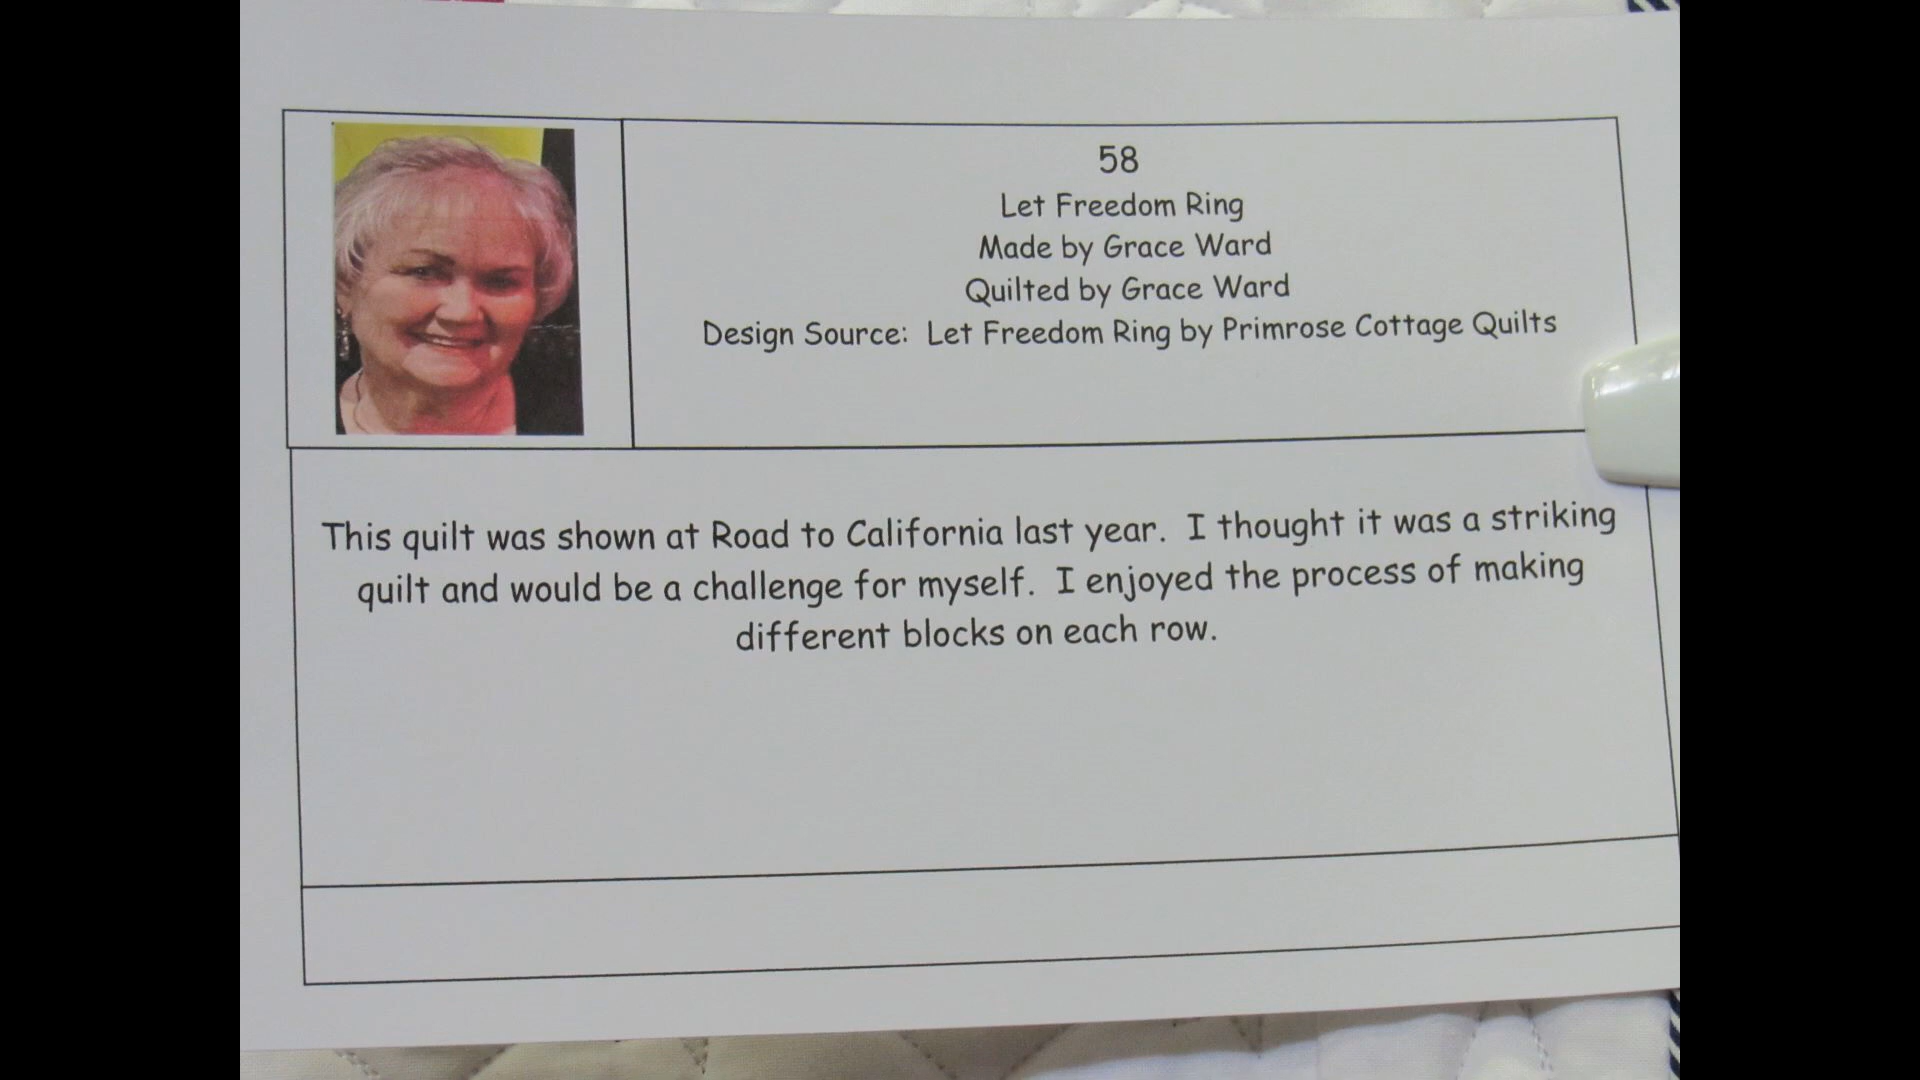 58
Let Freedom Ring
Made by Grace Ward
Quilted by Grace Ward
Design Source: Let Freedom Ring by Primrose Cottage Quilts
This quilt was shown at Road to California last year. I thought it was a striking
quilt and would be a challenge for myself. I enjoyed the process of making
different blocks on each row.